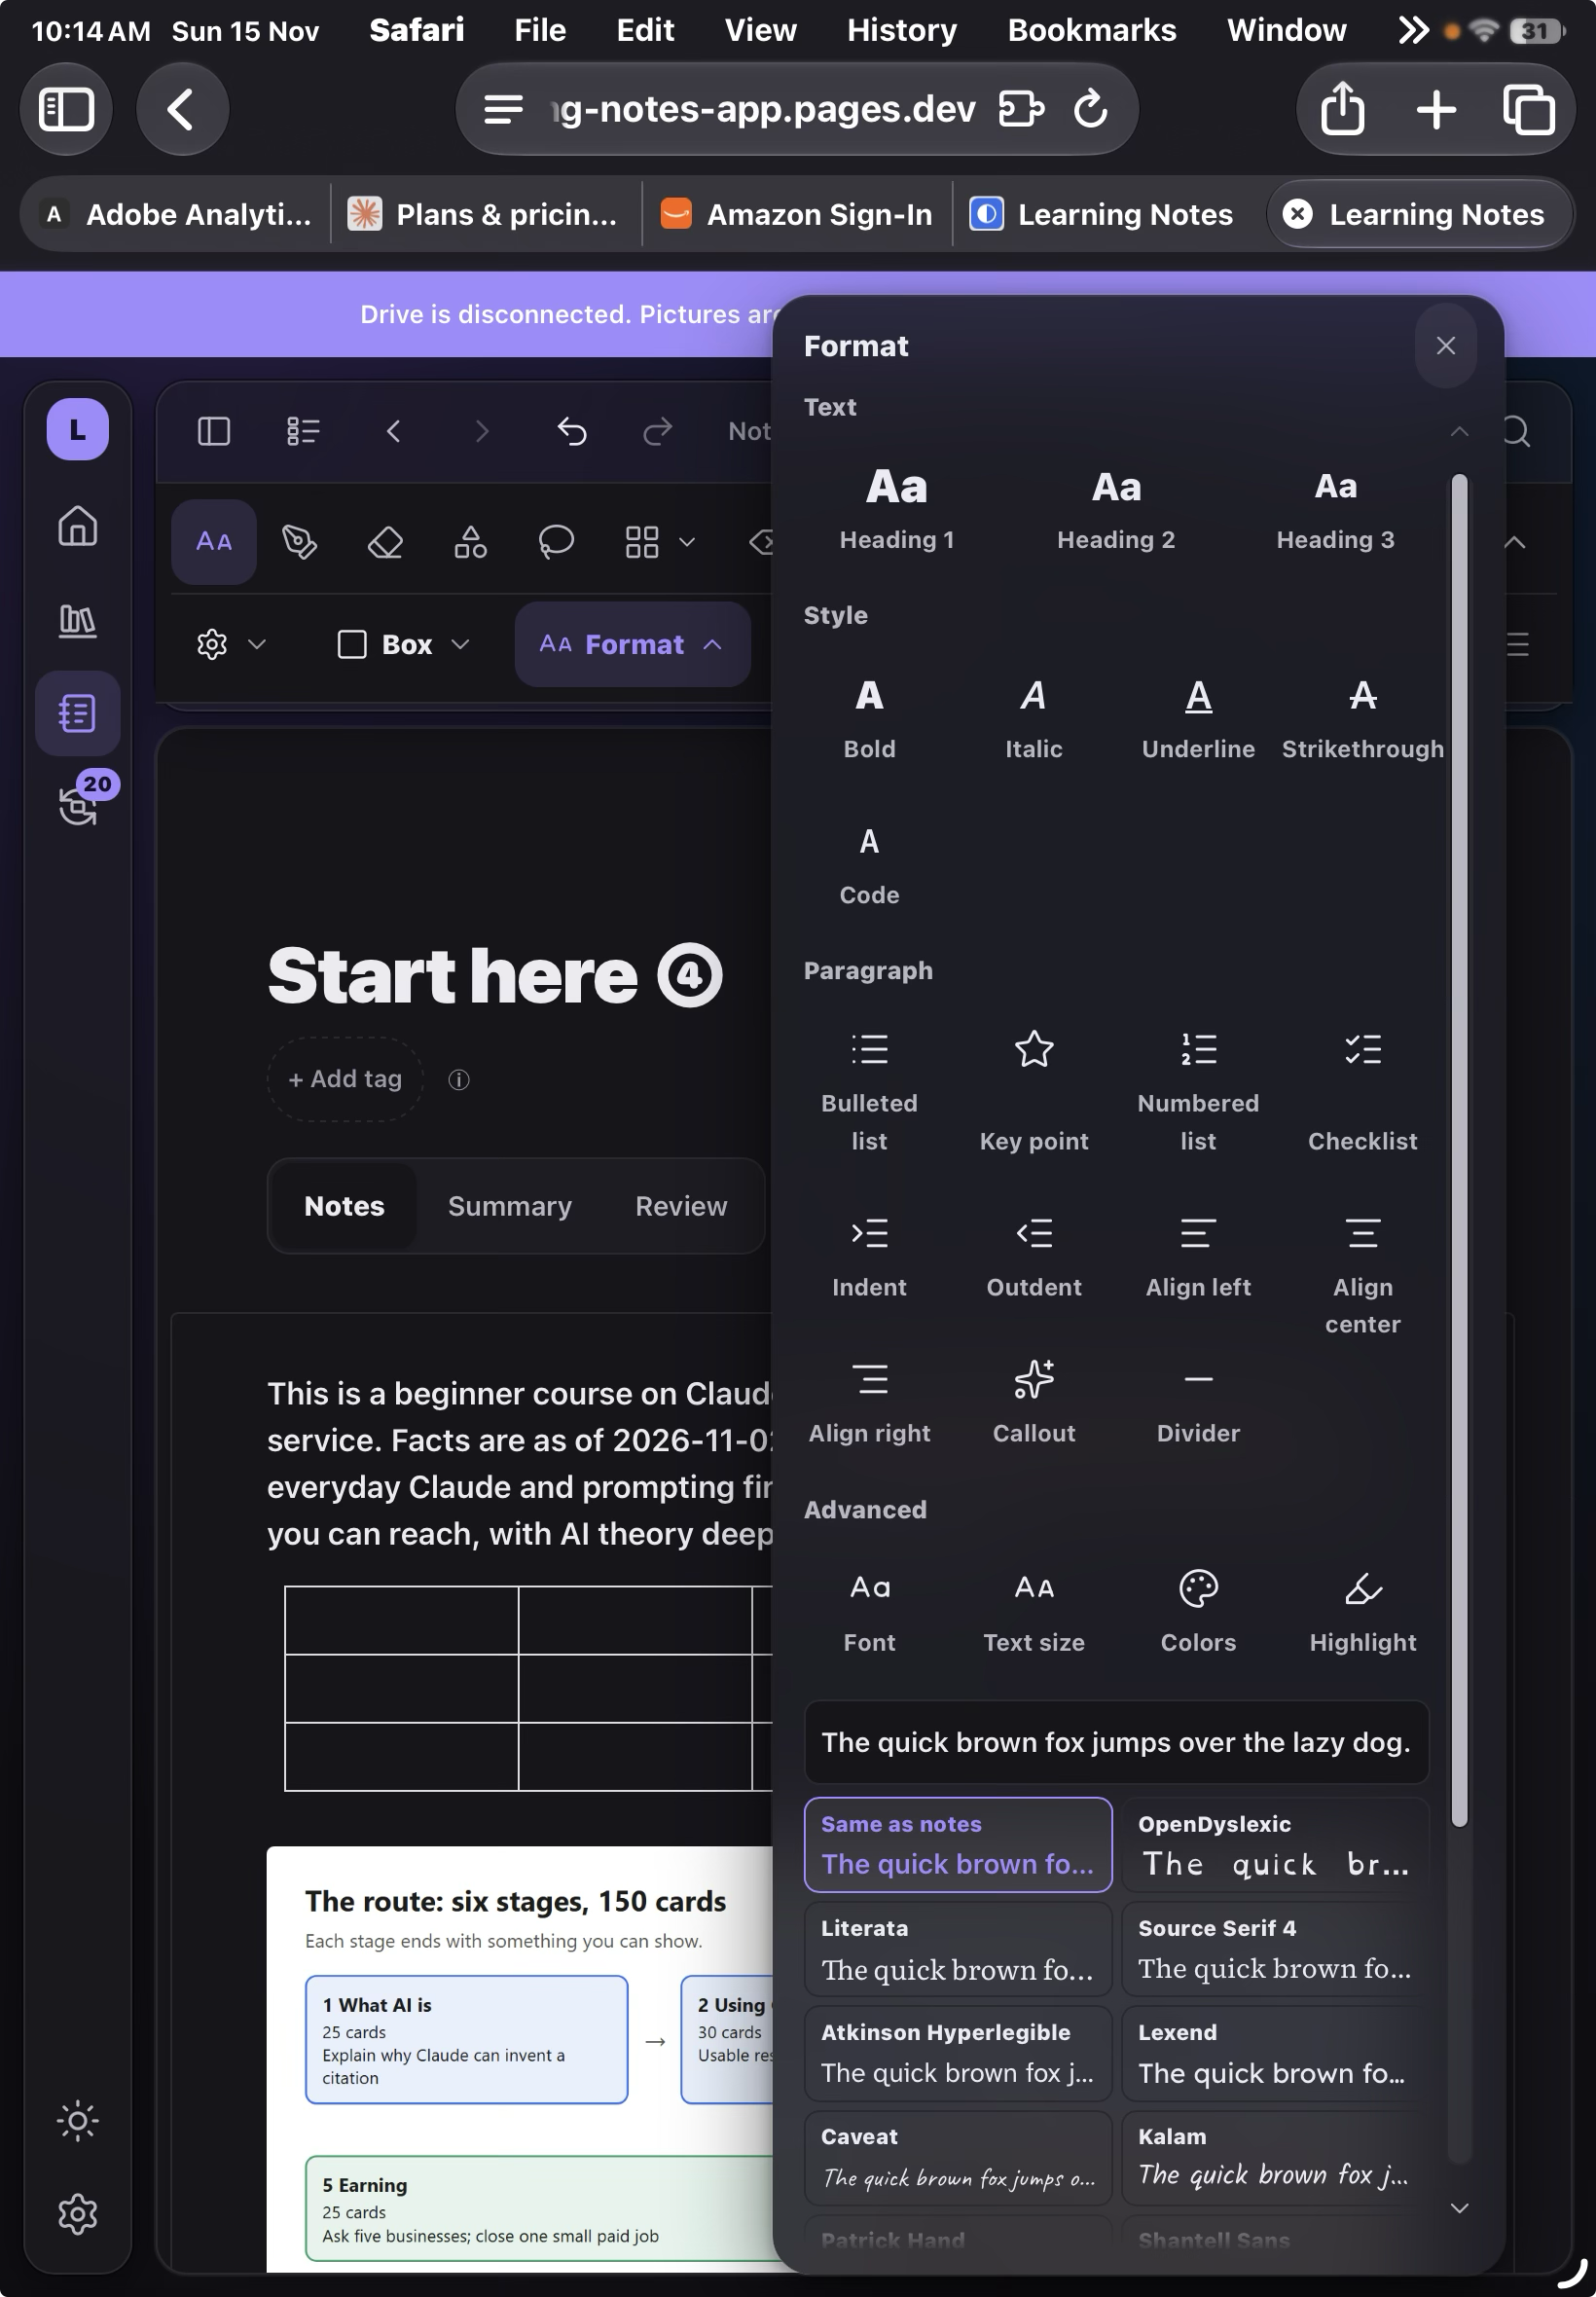 10:14 AM Sun 15 Nov Safari File Edit View History Bookmarks Window 31
g-notes-app.pages.dev
A Adobe Analyti... Plans & pricin... Amazon Sign-In Learning Notes Learning Notes
Drive is disconnected. Pictures
Format
Text
L
Aa Aa Aa
Heading 1 Heading 2 Heading 3
AA
Box AA Format
Style
A A A A
Bold Italic Underline Strikethrough
20
A
Code
Start here ④
+ Add tag
Notes Summary Review
Paragraph
Bulleted list
Key point
Numbered list
Checklist
Indent Outdent Align left Align center
Align right Callout Divider
This is a beginner course on
service. Facts are as of
everyday Claude and prompting
you can reach, with AI theory
Advanced
Aa AA
Font Text size Colors Highlight
The quick brown fox jumps over the lazy dog.
Same as notes
The quick brown fo...
OpenDyslexic
The quick br...
Literata
The quick brown fo...
Source Serif 4
The quick brown fo...
Atkinson Hyperlegible
The quick brown fox j...
Lexend
The quick brown fo...
Caveat
The quick brown fox jumps o...
Kalam
The quick brown fox j...
Patrick Hand
Shantell Sans
The route: six stages, 150 cards
Each stage ends with something you can show.
1 What AI is
25 cards
Explain why Claude can invent a
citation
→
2 Using
30 cards
Usable
5 Earning
25 cards
Ask five businesses; close one small paid job